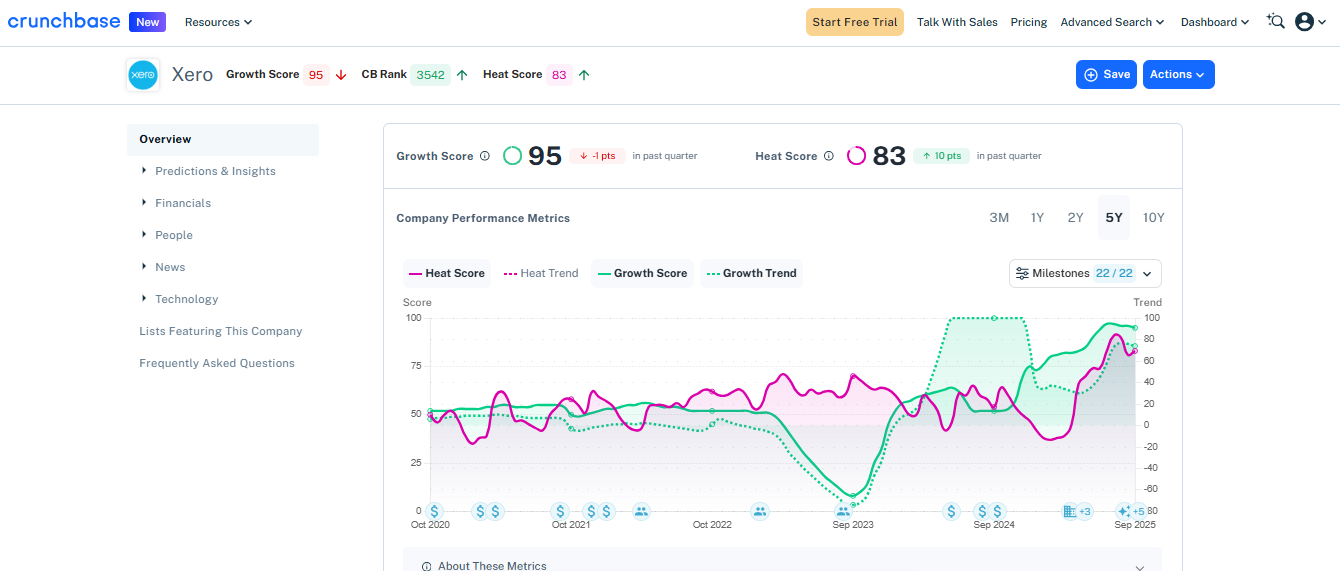 crunchbase New Resources Start Free Trial Talk With Sales Pricing Advanced Search Dashboard
xero Xero Growth Score 95 CB Rank 3542 Heat Score 83 Save Actions
Overview
Predictions & Insights
Financials
People
News
Technology
Lists Featuring This Company
Frequently Asked Questions
Growth Score 95 -1 pts in past quarter Heat Score 83 10 pts in past quarter
Company Performance Metrics 3M 1Y 2Y 5Y 10Y
Heat Score Heat Trend Growth Score Growth Trend Milestones 22 / 22
Score Trend
100 100
80
75 60
40
50 20
0
-20
25 -40
-60
0 $ $ $ $ $ $ $ $ $ +3 +5 80
Oct 2020 Oct 2021 Oct 2022 Sep 2023 Sep 2024 Sep 2025
About These Metrics